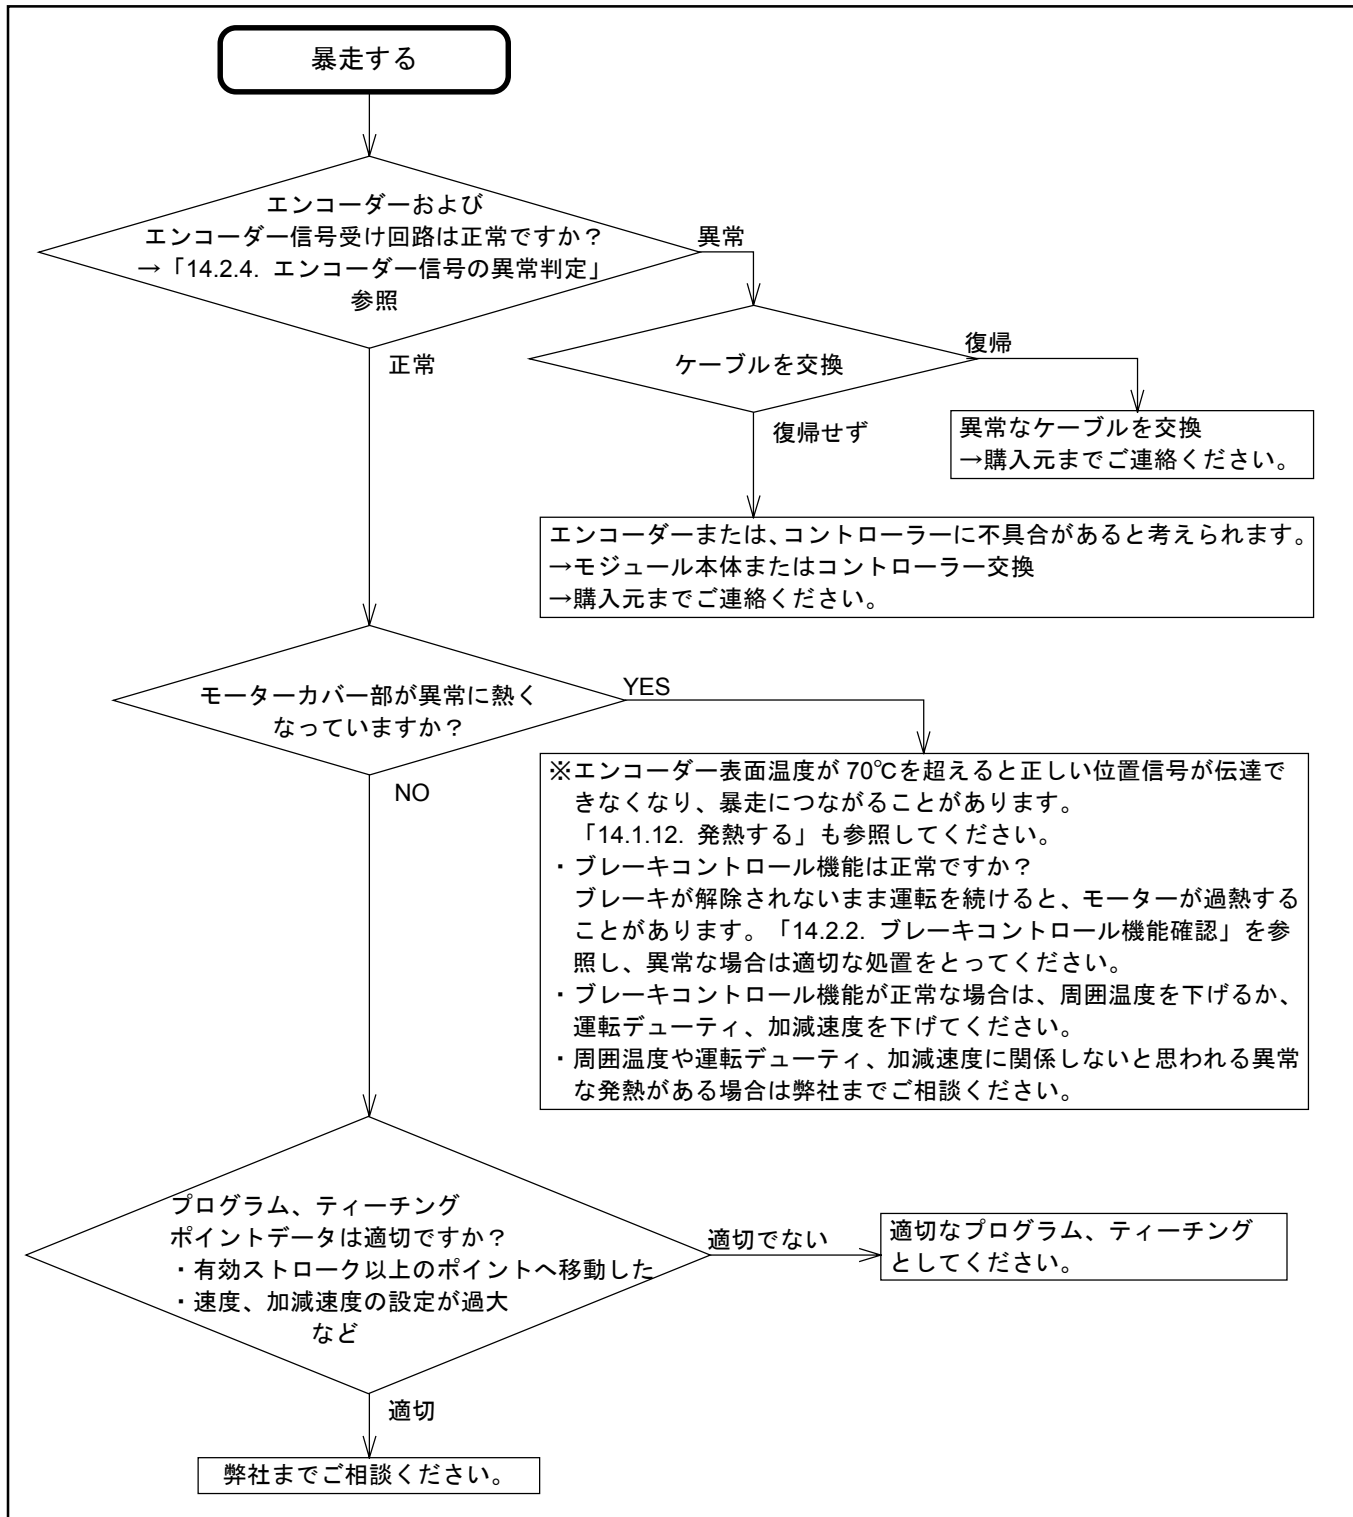 暴走する
エンコーダーおよび
エンコーダー信号受け回路は正常ですか？
→「14.2.4. エンコーダー信号の異常判定」
参照
異常
正常
ケーブルを交換
復帰
復帰せず
異常なケーブルを交換
→購入元までご連絡ください。
エンコーダーまたは、コントローラーに不具合があると考えられます。
→モジュール本体またはコントローラー交換
→購入元までご連絡ください。
モーターカバー部が異常に熱く
なっていますか？
YES
NO
※エンコーダー表面温度が 70℃を超えると正しい位置信号が伝達で
きなくなり、暴走につながることがあります。
「14.1.12. 発熱する」も参照してください。
・ブレーキコントロール機能は正常ですか？
ブレーキが解除されないまま運転を続けると、モーターが過熱する
ことがあります。「14.2.2. ブレーキコントロール機能確認」を参
照し、異常な場合は適切な処置をとってください。
・ブレーキコントロール機能が正常な場合は、周囲温度を下げるか、
運転デューティ、加減速度を下げてください。
・周囲温度や運転デューティ、加減速度に関係しないと思われる異常
な発熱がある場合は弊社までご相談ください。
プログラム、ティーチング
ポイントデータは適切ですか？
・有効ストローク以上のポイントへ移動した
・速度、加減速度の設定が過大
など
適切でない
適切なプログラム、ティーチング
としてください。
適切
弊社までご相談ください。